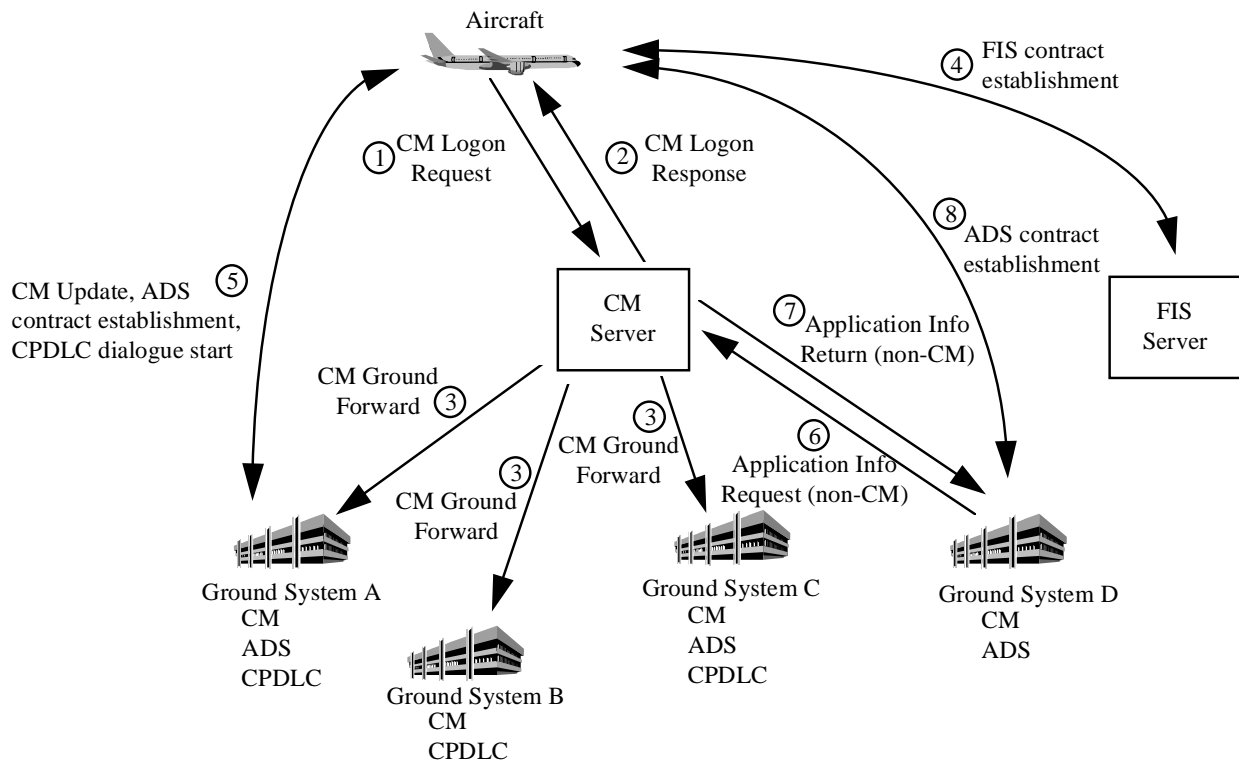 Aircraft
4
FIS contract
establishment
1
CM Logon
Request
2
CM Logon
Response
8
ADS contract
establishment
5
CM Update, ADS
contract establishment,
CPDLC dialogue start
CM
Server
FIS
Server
7
Application Info
Return (non-CM)
CM Ground
Forward
3
CM Ground
Forward
3
3
CM Ground
Forward
6
Application Info
Request (non-CM)
Ground System A
CM
ADS
CPDLC
Ground System B
CM
CPDLC
Ground System C
CM
ADS
CPDLC
Ground System D
CM
ADS